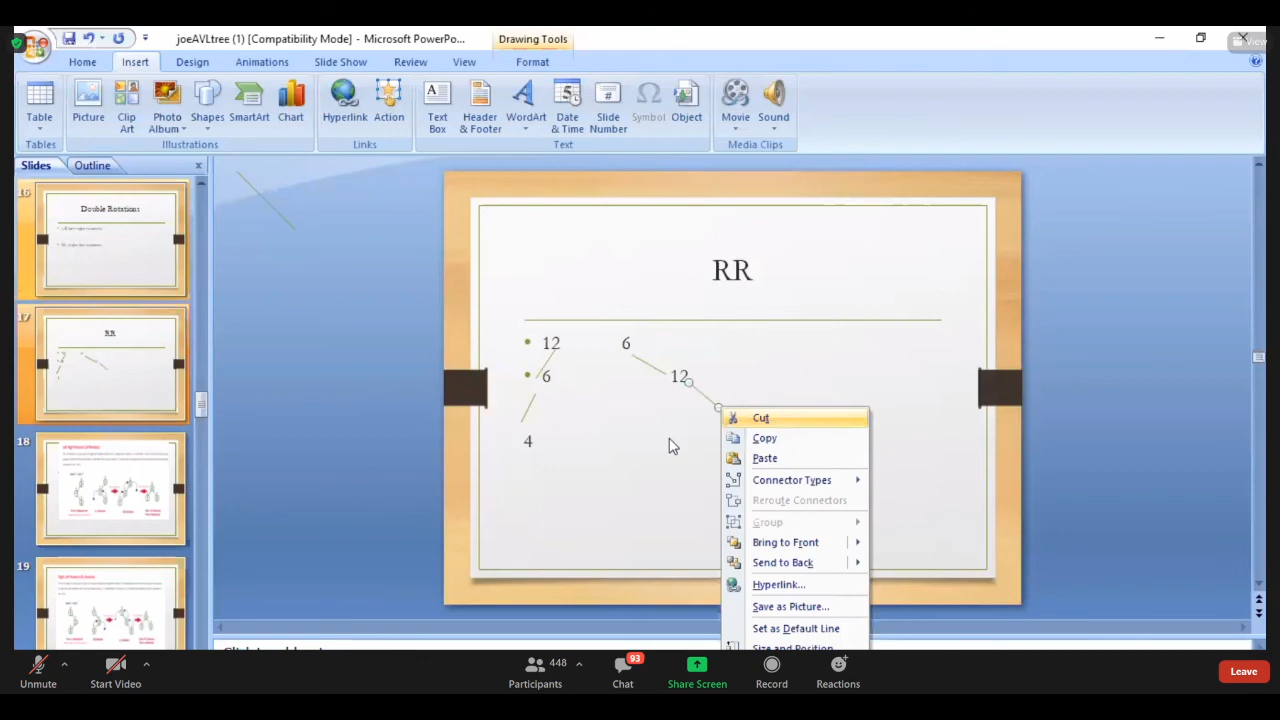 joeAVLtree (1) [Compatibility Mode] - Microsoft PowerPo...
Drawing Tools
View
Home Insert Design Animations Slide Show Review View Format
Table Picture Clip Art Photo Album Shapes SmartArt Chart Hyperlink Action Text Box Header & Footer WordArt Date & Time Slide Number Symbol Object Movie Sound
Tables Illustrations Links Text Media Clips
Slides Outline x
16
Double Rotations
17
RR
18
19
RR
12 6
6 12
4
Cut
Copy
Paste
Connector Types
Reroute Connectors
Group
Bring to Front
Send to Back
Hyperlink...
Save as Picture...
Set as Default Line
Size and Position
Unmute Start Video
448
Participants
93
Chat
Share Screen
Record
Reactions
Leave